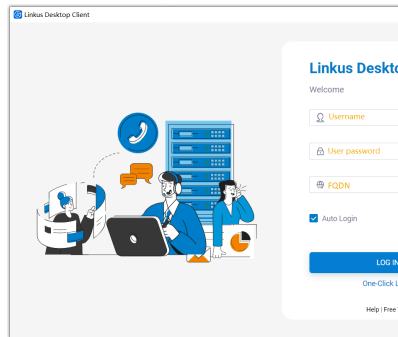 Linkus Desktop Client
Linkus Deskto
Welcome
Username
User password
FQDN
Auto Login
LOG IN
One-Click L
Help | Free